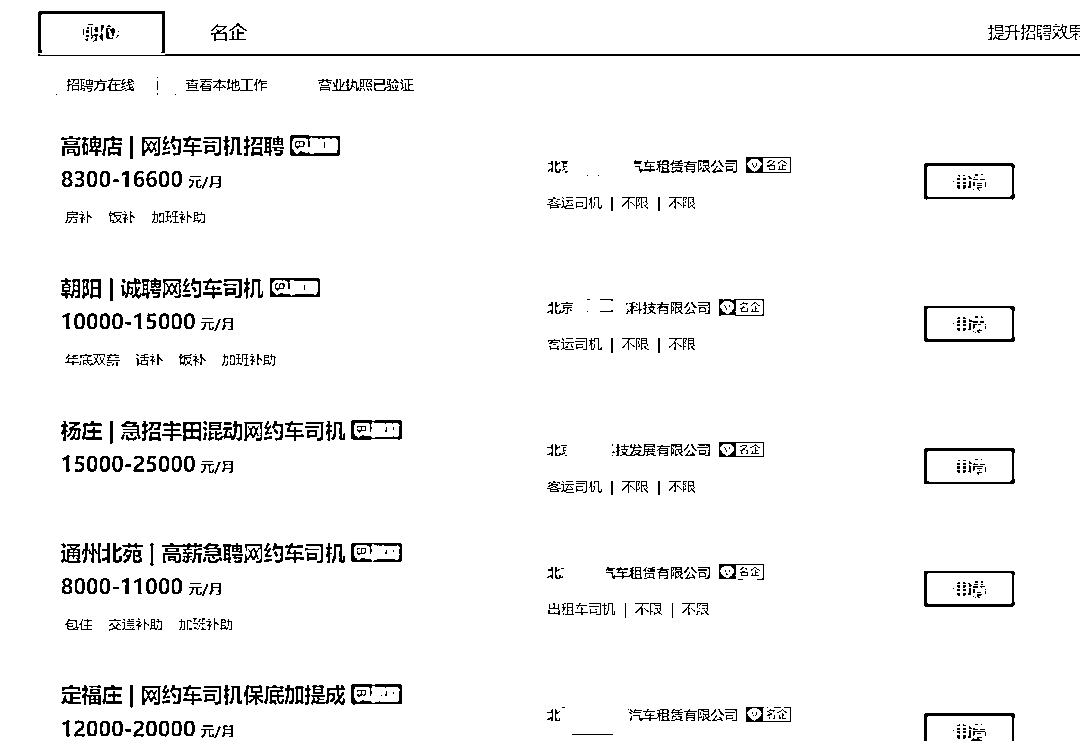 职位 名企 提升招聘效果
招聘方在线 查看本地工作 营业执照已验证
高碑店 | 网约车司机招聘
8300-16600 元/月
房补 饭补 加班补助
北京 汽车租赁有限公司 名企
客运司机 | 不限 | 不限
申请
朝阳 | 诚聘网约车司机
10000-15000 元/月
年底双薪 话补 饭补 加班补助
北京 科技有限公司 名企
客运司机 | 不限 | 不限
申请
杨庄 | 急招丰田混动网约车司机
15000-25000 元/月
北京 科技发展有限公司 名企
客运司机 | 不限 | 不限
申请
通州北苑 | 高薪急聘网约车司机
8000-11000 元/月
包住 交通补助 加班补助
北 汽车租赁有限公司 名企
出租车司机 | 不限 | 不限
申请
定福庄 | 网约车司机保底加提成
12000-20000 元/月
北 汽车租赁有限公司 名企
申请